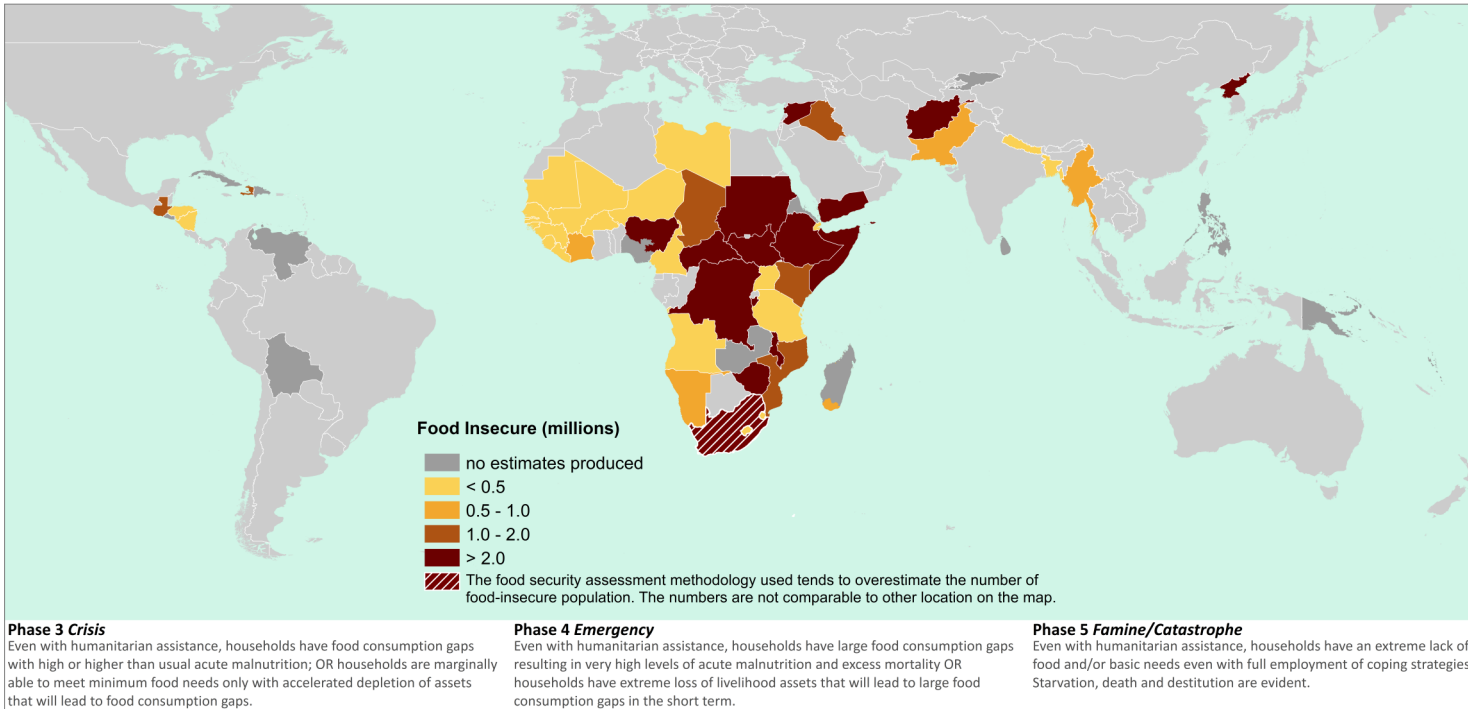 Food Insecure (millions)
no estimates produced
< 0.5
0.5 - 1.0
1.0 - 2.0
> 2.0
The food security assessment methodology used tends to overestimate the number of
food-insecure population. The numbers are not comparable to other location on the map.
Phase 3 Crisis
Even with humanitarian assistance, households have food consumption gaps
with high or higher than usual acute malnutrition; OR households are marginally
able to meet minimum food needs only with accelerated depletion of assets
that will lead to food consumption gaps.
Phase 4 Emergency
Even with humanitarian assistance, households have large food consumption gaps
resulting in very high levels of acute malnutrition and excess mortality OR
households have extreme loss of livelihood assets that will lead to large food
consumption gaps in the short term.
Phase 5 Famine/Catastrophe
Even with humanitarian assistance, households have an extreme lack of
food and/or basic needs even with full employment of coping strategies
Starvation, death and destitution are evident.